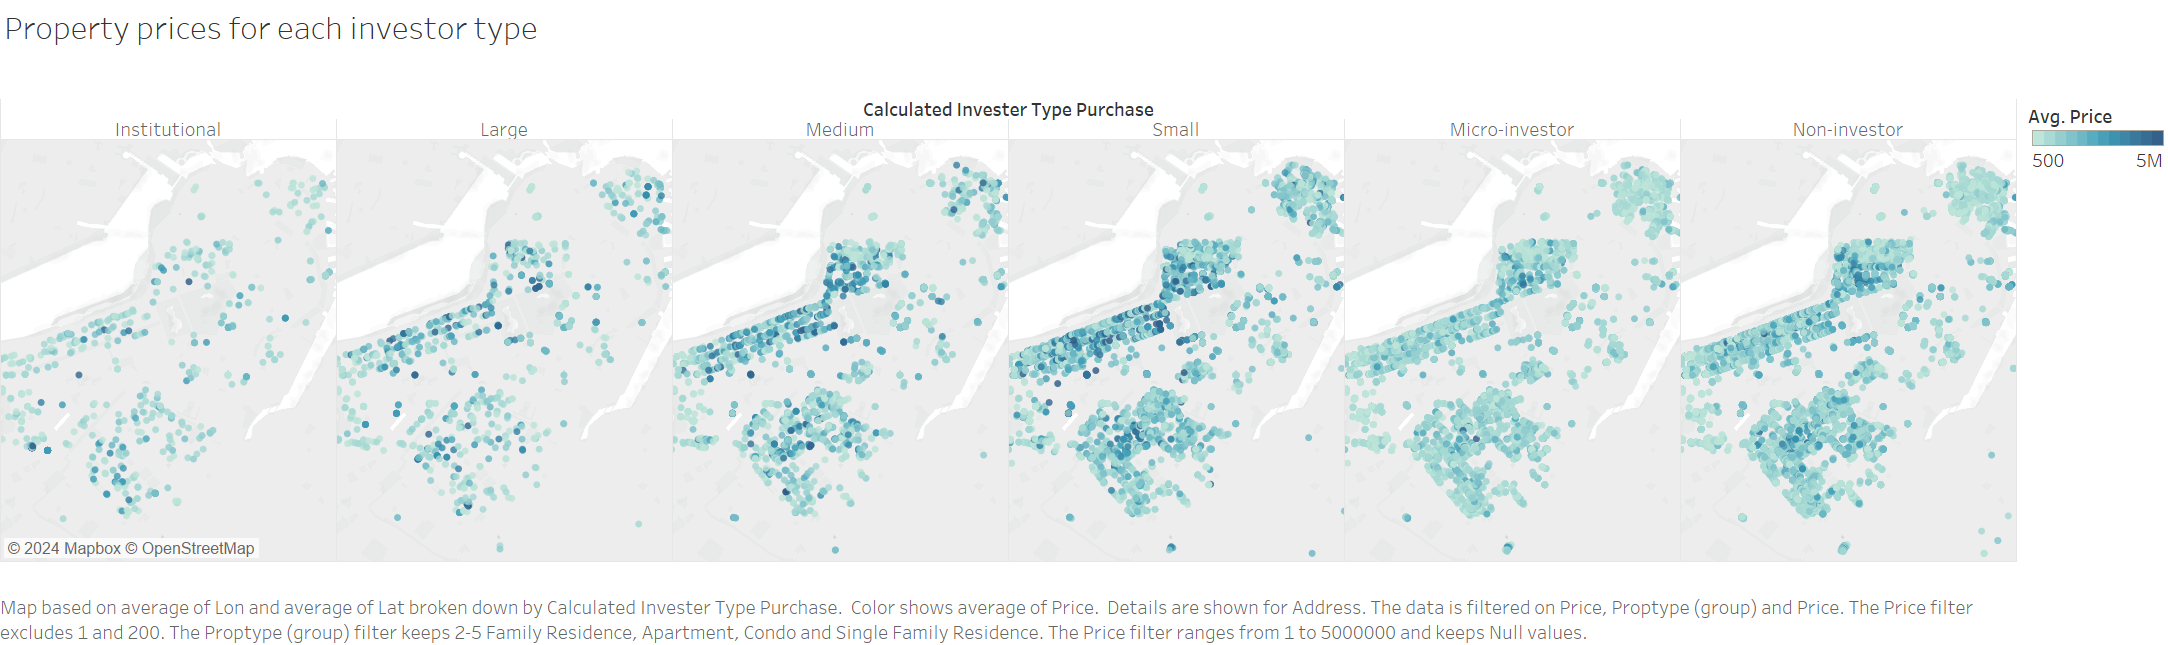 Property prices for each investor type
Calculated Invester Type Purchase
Institutional
Large
Medium
Small
Micro-investor
Non-investor
Avg. Price
500 5M
© 2024 Mapbox © OpenStreetMap
Map based on average of Lon and average of Lat broken down by Calculated Invester Type Purchase. Color shows average of Price. Details are shown for Address. The data is filtered on Price, Proptype (group) and Price. The Price filter
excludes 1 and 200. The Proptype (group) filter keeps 2-5 Family Residence, Apartment, Condo and Single Family Residence. The Price filter ranges from 1 to 5000000 and keeps Null values.